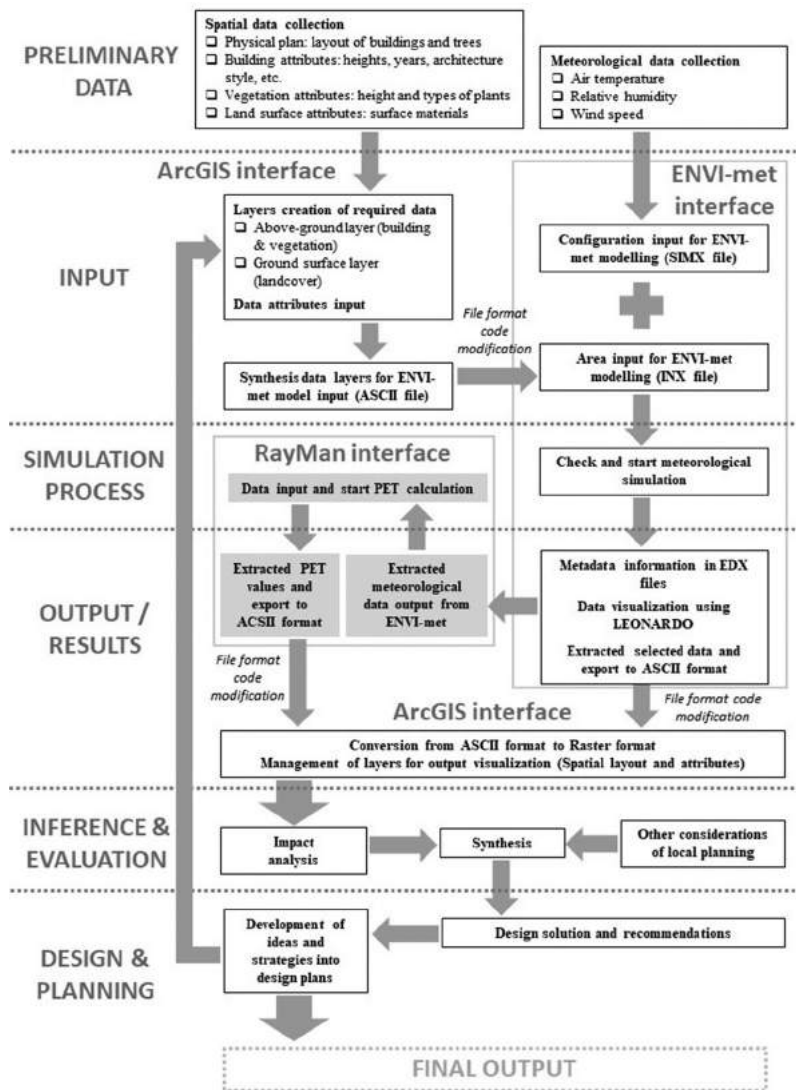 PRELIMINARY
DATA
Spatial data collection
❑ Physical plan: layout of buildings and trees
❑ Building attributes: heights, years, architecture
style, etc.
❑ Vegetation attributes: height and types of plants
❑ Land surface attributes: surface materials
Meteorological data collection
❑ Air temperature
❑ Relative humidity
❑ Wind speed
ArcGIS interface
ENVI-met
interface
INPUT
Layers creation of required data
❑ Above-ground layer (building
& vegetation)
❑ Ground surface layer
(landcover)
Data attributes input
Configuration input for ENVI-
met modelling (SIMX file)
File format
code
modification
Synthesis data layers for ENVI-
met model input (ASCII file)
Area input for ENVI-met
modelling (INX file)
SIMULATION
PROCESS
RayMan interface
Data input and start PET calculation
Check and start meteorological
simulation
OUTPUT /
RESULTS
Extracted PET
values and
export to
ACSII format
Extracted
meteorological
data output from
ENVI-met
Metadata information in EDX
files
Data visualization using
LEONARDO
Extracted selected data and
export to ASCII format
File format
code
modification
File format code
modification
ArcGIS interface
Conversion from ASCII format to Raster format
Management of layers for output visualization (Spatial layout and attributes)
INFERENCE &
EVALUATION
Impact
analysis
Synthesis
Other considerations
of local planning
DESIGN &
PLANNING
Development of
ideas and
strategies into
design plans
Design solution and recommendations
FINAL OUTPUT